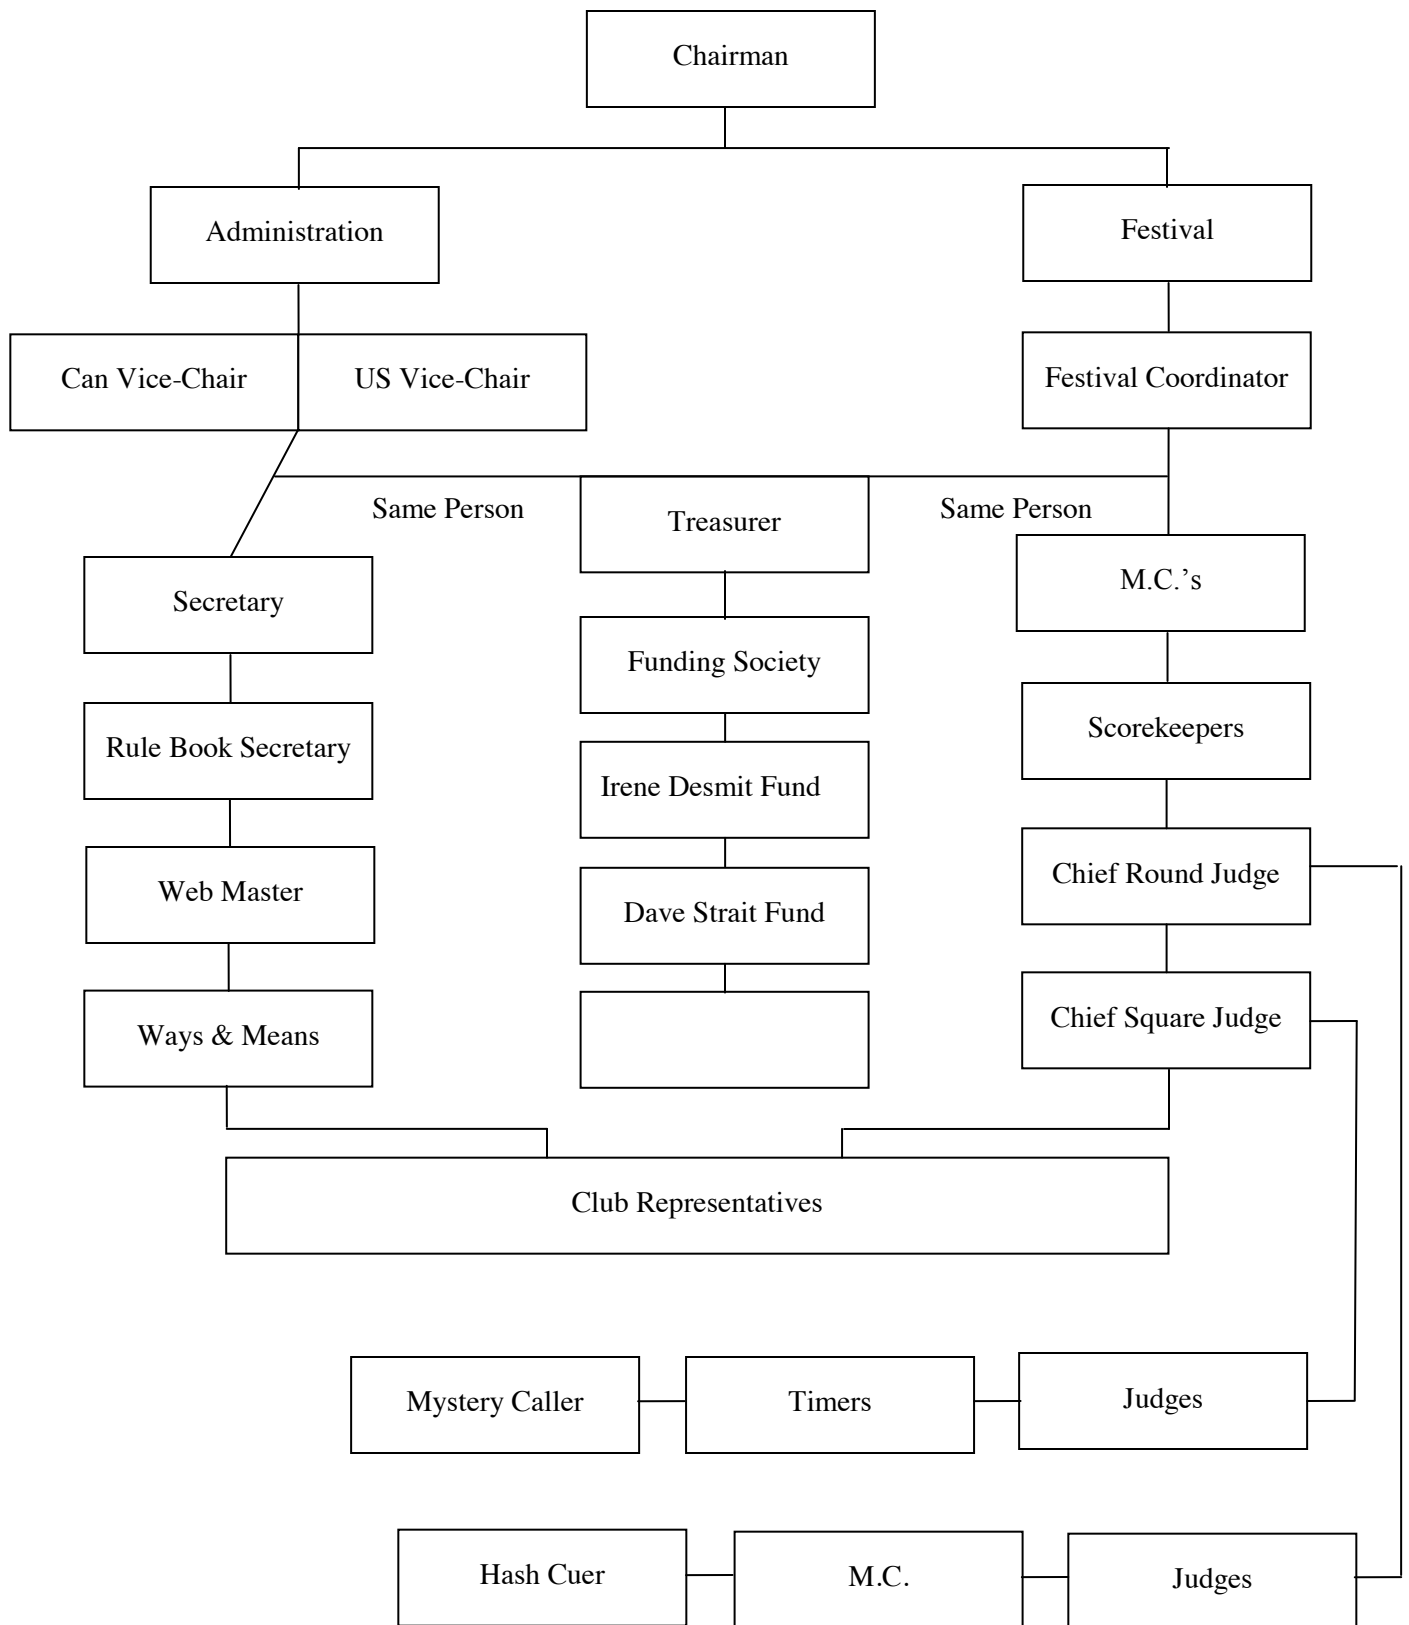 Chairman
Administration
Festival
Can Vice-Chair
US Vice-Chair
Festival Coordinator
Same Person
Treasurer
Same Person
M.C.’s
Secretary
Funding Society
Scorekeepers
Rule Book Secretary
Irene Desmit Fund
Chief Round Judge
Web Master
Dave Strait Fund
Chief Square Judge
Ways & Means
Club Representatives
Mystery Caller
Timers
Judges
Hash Cuer
M.C.
Judges